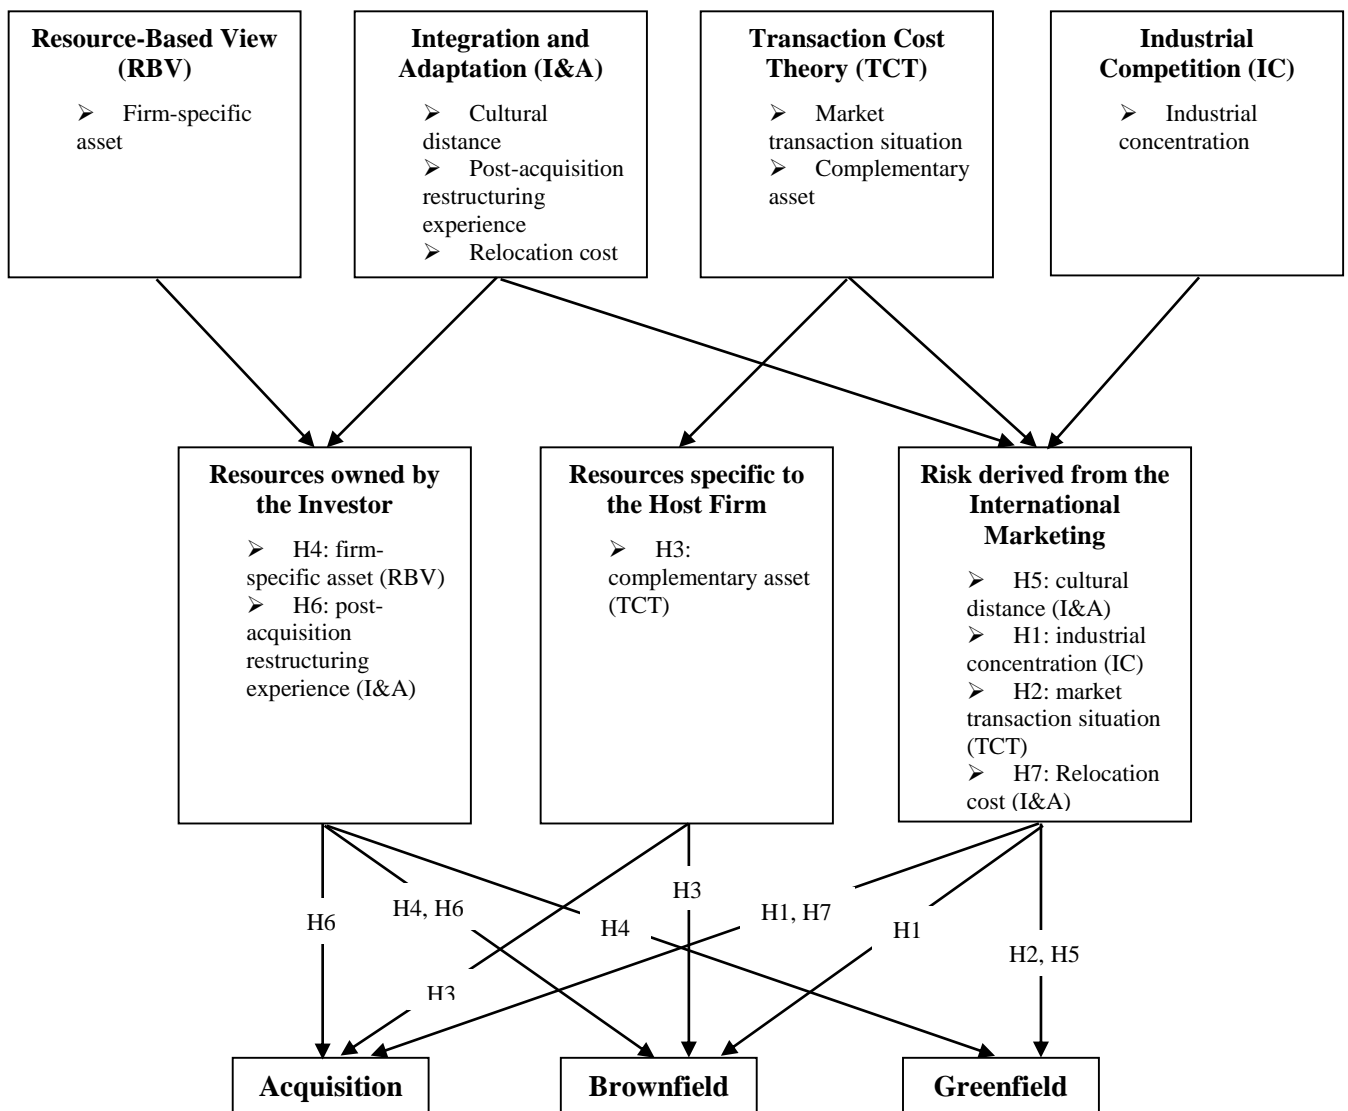 Resource-Based View
(RBV)
➢ Firm-specific
asset
Integration and
Adaptation (I&A)
➢ Cultural
distance
➢ Post-acquisition
restructuring
experience
➢ Relocation cost
Transaction Cost
Theory (TCT)
➢ Market
transaction situation
➢ Complementary
asset
Industrial
Competition (IC)
➢ Industrial
concentration
Resources owned by
the Investor
➢ H4: firm-
specific asset (RBV)
➢ H6: post-
acquisition
restructuring
experience (I&A)
Resources specific to
the Host Firm
➢ H3:
complementary asset
(TCT)
Risk derived from the
International
Marketing
➢ H5: cultural
distance (I&A)
➢ H1: industrial
concentration (IC)
➢ H2: market
transaction situation
(TCT)
➢ H7: Relocation
cost (I&A)
H6
H4, H6
H3
H4
H3
H1, H7
H1
H2, H5
Acquisition
Brownfield
Greenfield